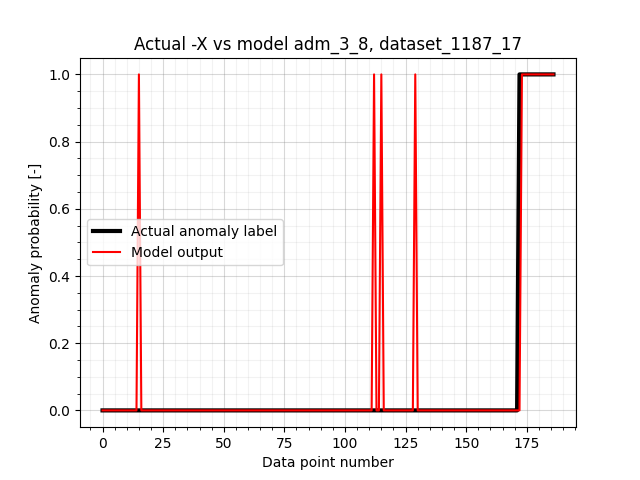 Actual -X vs model adm_3_8, dataset_1187_17
Anomaly probability [-]
1.0
0.8
0.6
0.4
0.2
0.0
Actual anomaly label
Model output
0 25 50 75 100 125 150 175
Data point number